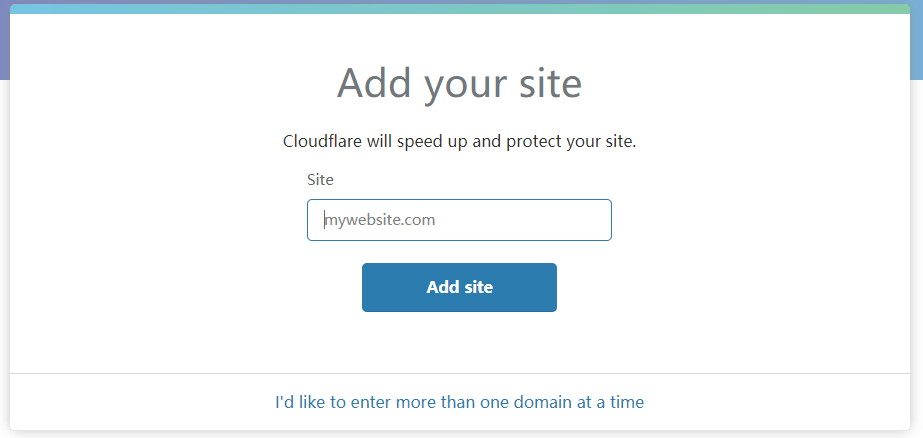 Add your site
Cloudflare will speed up and protect your site.
Site
mywebsite.com
Add site
I'd like to enter more than one domain at a time